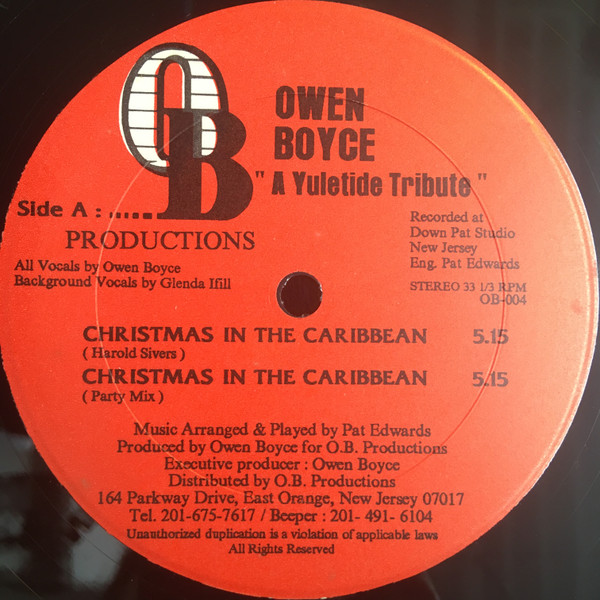 OB
OWEN
BOYCE
" A Yuletide Tribute "
Side A : .....
PRODUCTIONS
All Vocals by Owen Boyce
Background Vocals by Glenda Ifill
Recorded at
Down Pat Studio
New Jersey
Eng. Pat Edwards
STEREO 33 1/3 RPM
OB-004
CHRISTMAS IN THE CARIBBEAN 5.15
( Harold Sivers )
CHRISTMAS IN THE CARIBBEAN 5.15
( Party Mix )
Music Arranged & Played by Pat Edwards
Produced by Owen Boyce for O.B. Productions
Executive producer : Owen Boyce
Distributed by O.B. Productions
164 Parkway Drive, East Orange, New Jersey 07017
Tel. 201-675-7617 / Beeper : 201- 491- 6104
Unauthorized duplication is a violation of applicable laws
All Rights Reserved